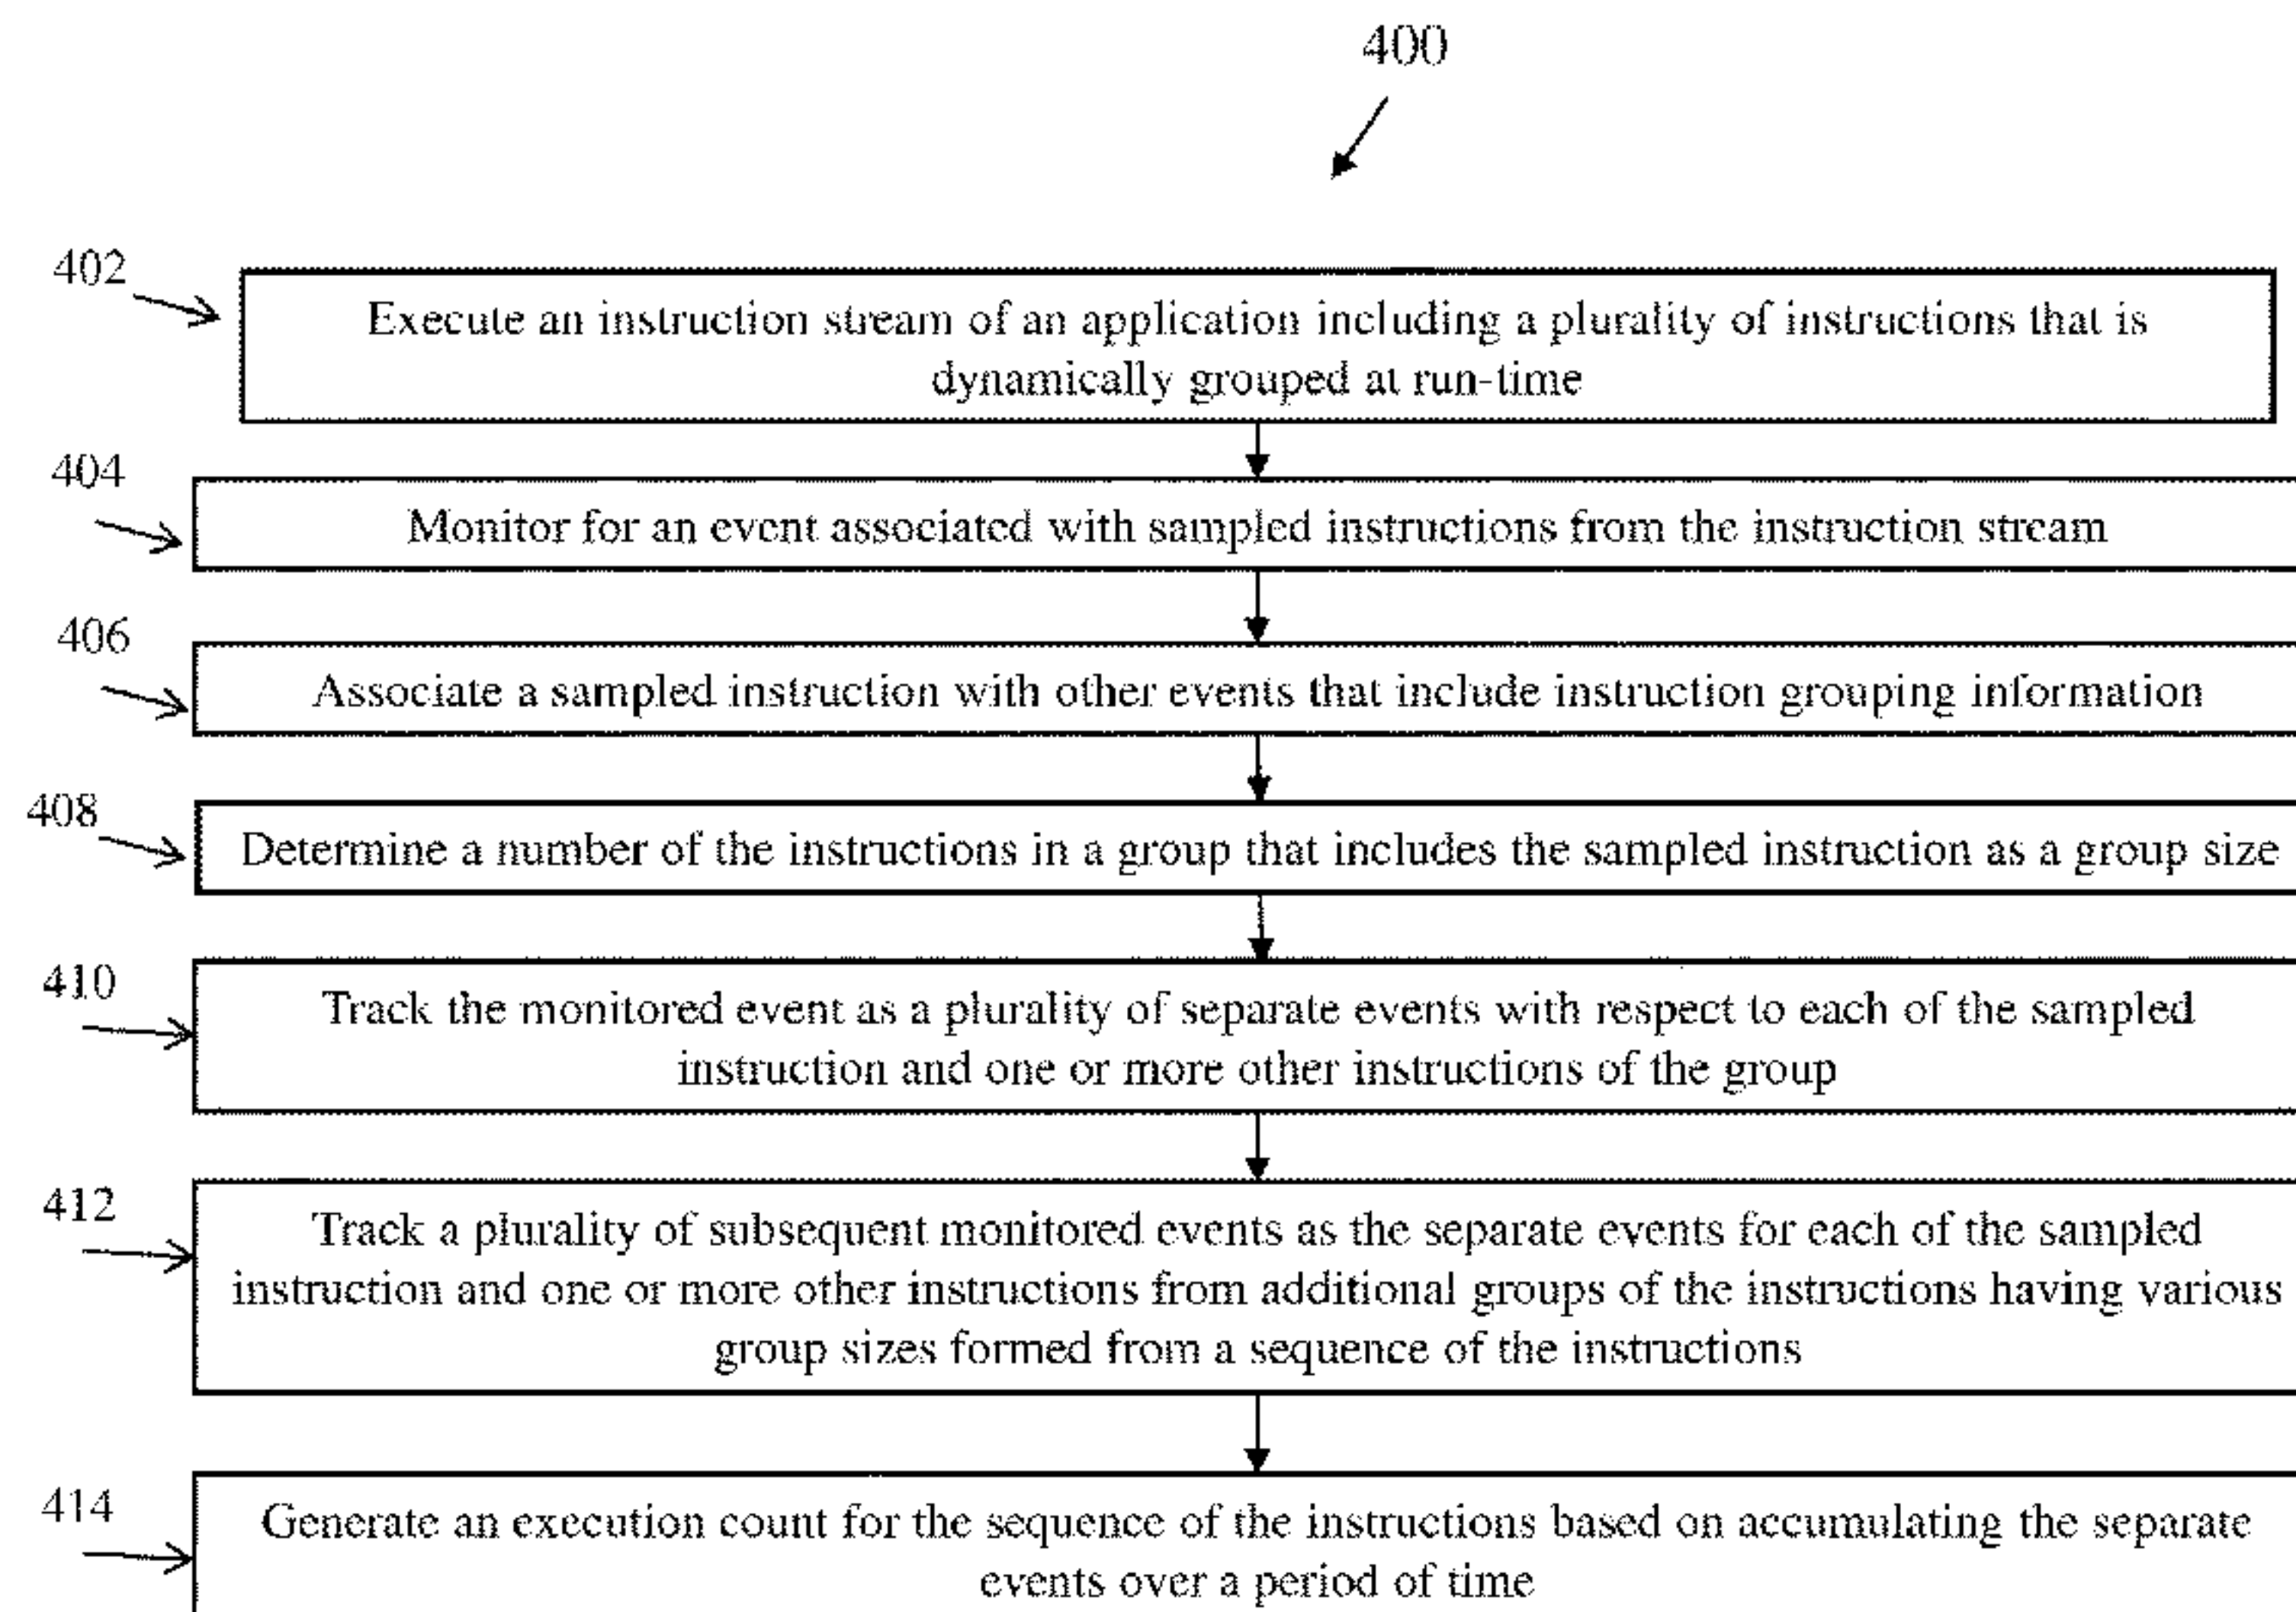 400
402
Execute an instruction stream of an application including a plurality of instructions that is
dynamically grouped at run-time
404
Monitor for an event associated with sampled instructions from the instruction stream
406
Associate a sampled instruction with other events that include instruction grouping information
408
Determine a number of the instructions in a group that includes the sampled instruction as a group size
410
Track the monitored event as a plurality of separate events with respect to each of the sampled
instruction and one or more other instructions of the group
412
Track a plurality of subsequent monitored events as the separate events for each of the sampled
instruction and one or more other instructions from additional groups of the instructions having various
group sizes formed from a sequence of the instructions
414
Generate an execution count for the sequence of the instructions based on accumulating the separate
events over a period of time